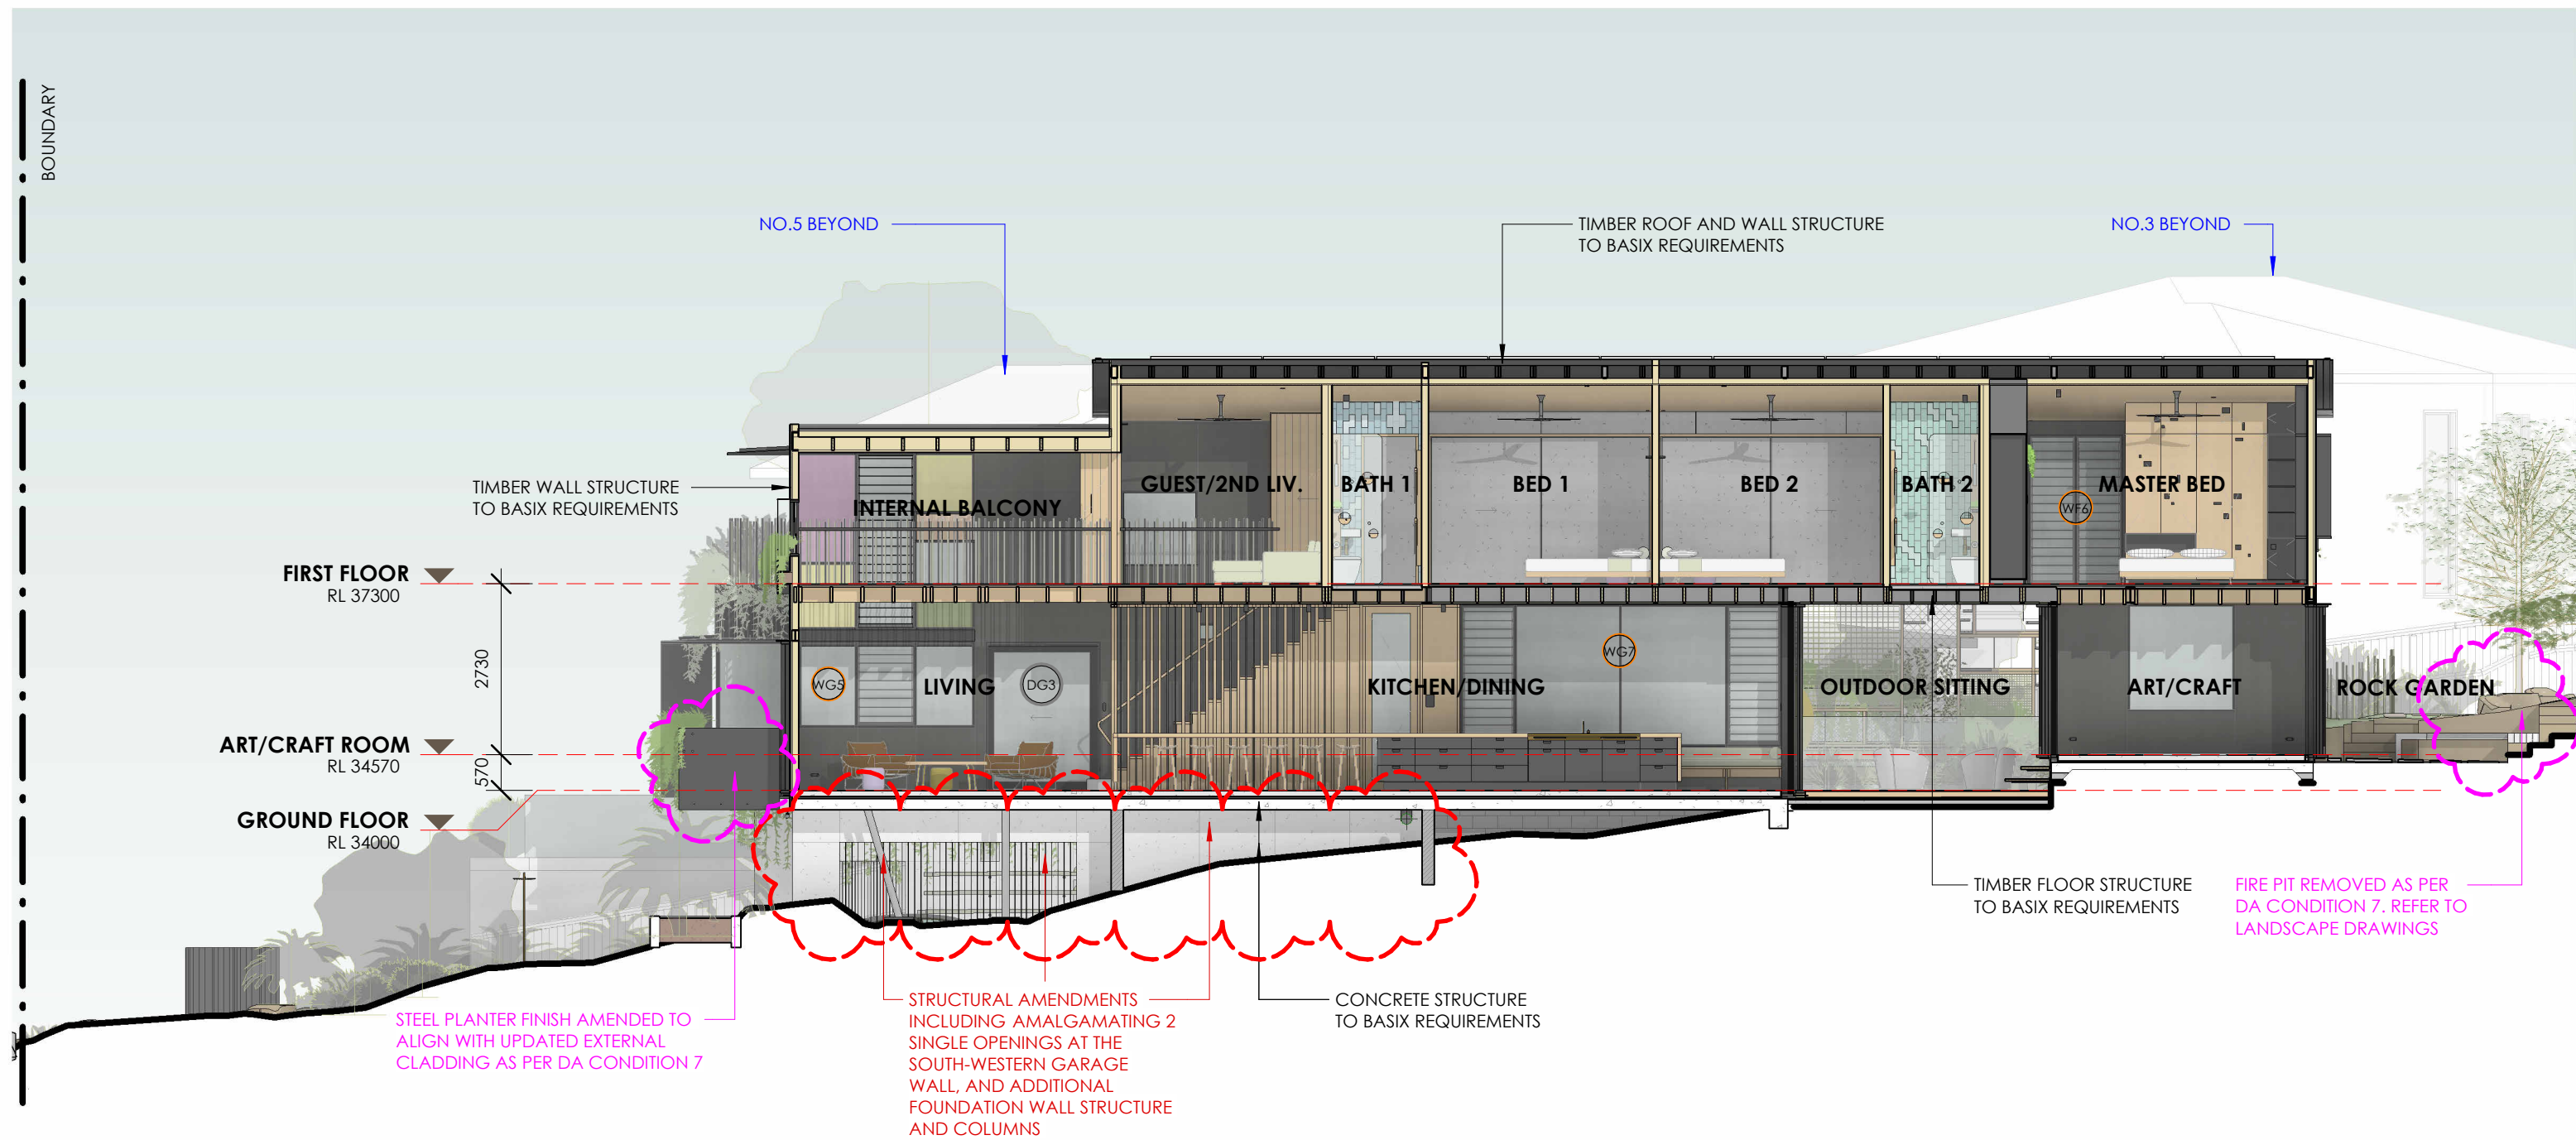 BOUNDARY
NO.5 BEYOND
TIMBER ROOF AND WALL STRUCTURE
TO BASIX REQUIREMENTS
NO.3 BEYOND
TIMBER WALL STRUCTURE
TO BASIX REQUIREMENTS
INTERNAL BALCONY
GUEST/2ND LIV.
BATH 1
BED 1
BED 2
BATH 2
MASTER BED
WF6
FIRST FLOOR
RL 37300
2730
WG5
LIVING
DG3
KITCHEN/DINING
WG7
OUTDOOR SITTING
ART/CRAFT
ROCK GARDEN
ART/CRAFT ROOM
RL 34570
570
GROUND FLOOR
RL 34000
STEEL PLANTER FINISH AMENDED TO
ALIGN WITH UPDATED EXTERNAL
CLADDING AS PER DA CONDITION 7
STRUCTURAL AMENDMENTS
INCLUDING AMALGAMATING 2
SINGLE OPENINGS AT THE
SOUTH-WESTERN GARAGE
WALL, AND ADDITIONAL
FOUNDATION WALL STRUCTURE
AND COLUMNS
CONCRETE STRUCTURE
TO BASIX REQUIREMENTS
TIMBER FLOOR STRUCTURE
TO BASIX REQUIREMENTS
FIRE PIT REMOVED AS PER
DA CONDITION 7. REFER TO
LANDSCAPE DRAWINGS